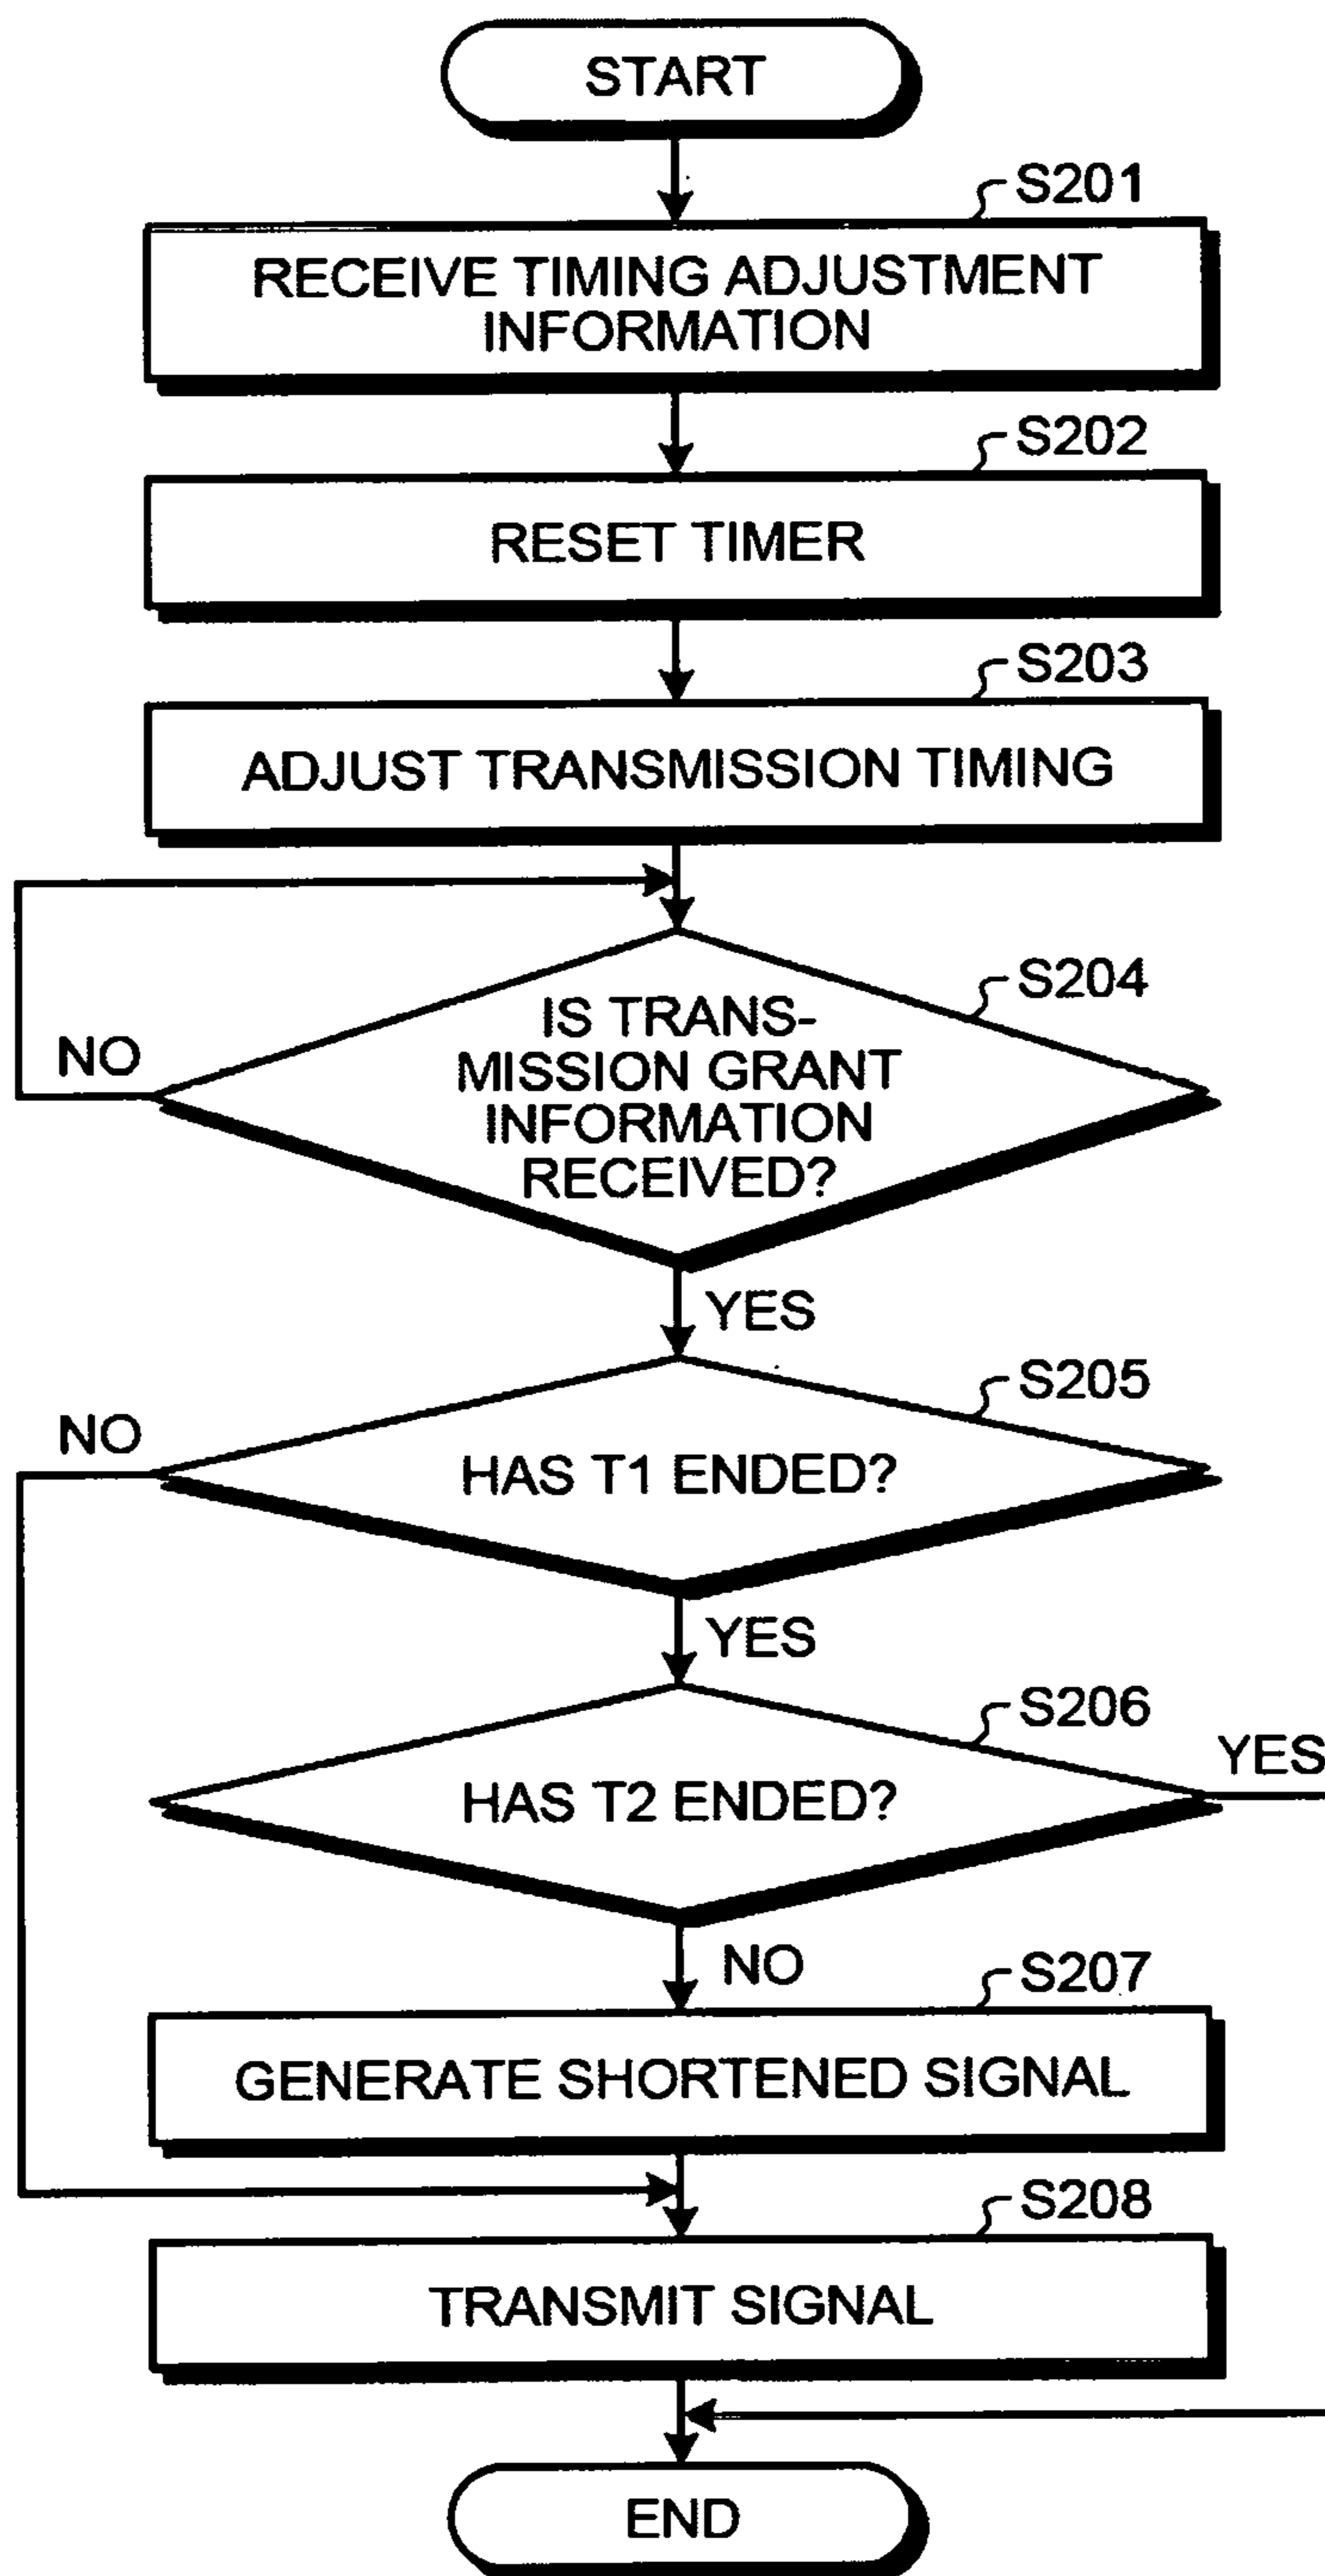 START
S201
RECEIVE TIMING ADJUSTMENT
INFORMATION
S202
RESET TIMER
S203
ADJUST TRANSMISSION TIMING
S204
IS TRANS-
MISSION GRANT
INFORMATION
RECEIVED?
NO
YES
S205
NO
HAS T1 ENDED?
YES
S206
YES
HAS T2 ENDED?
NO
S207
GENERATE SHORTENED SIGNAL
S208
TRANSMIT SIGNAL
END